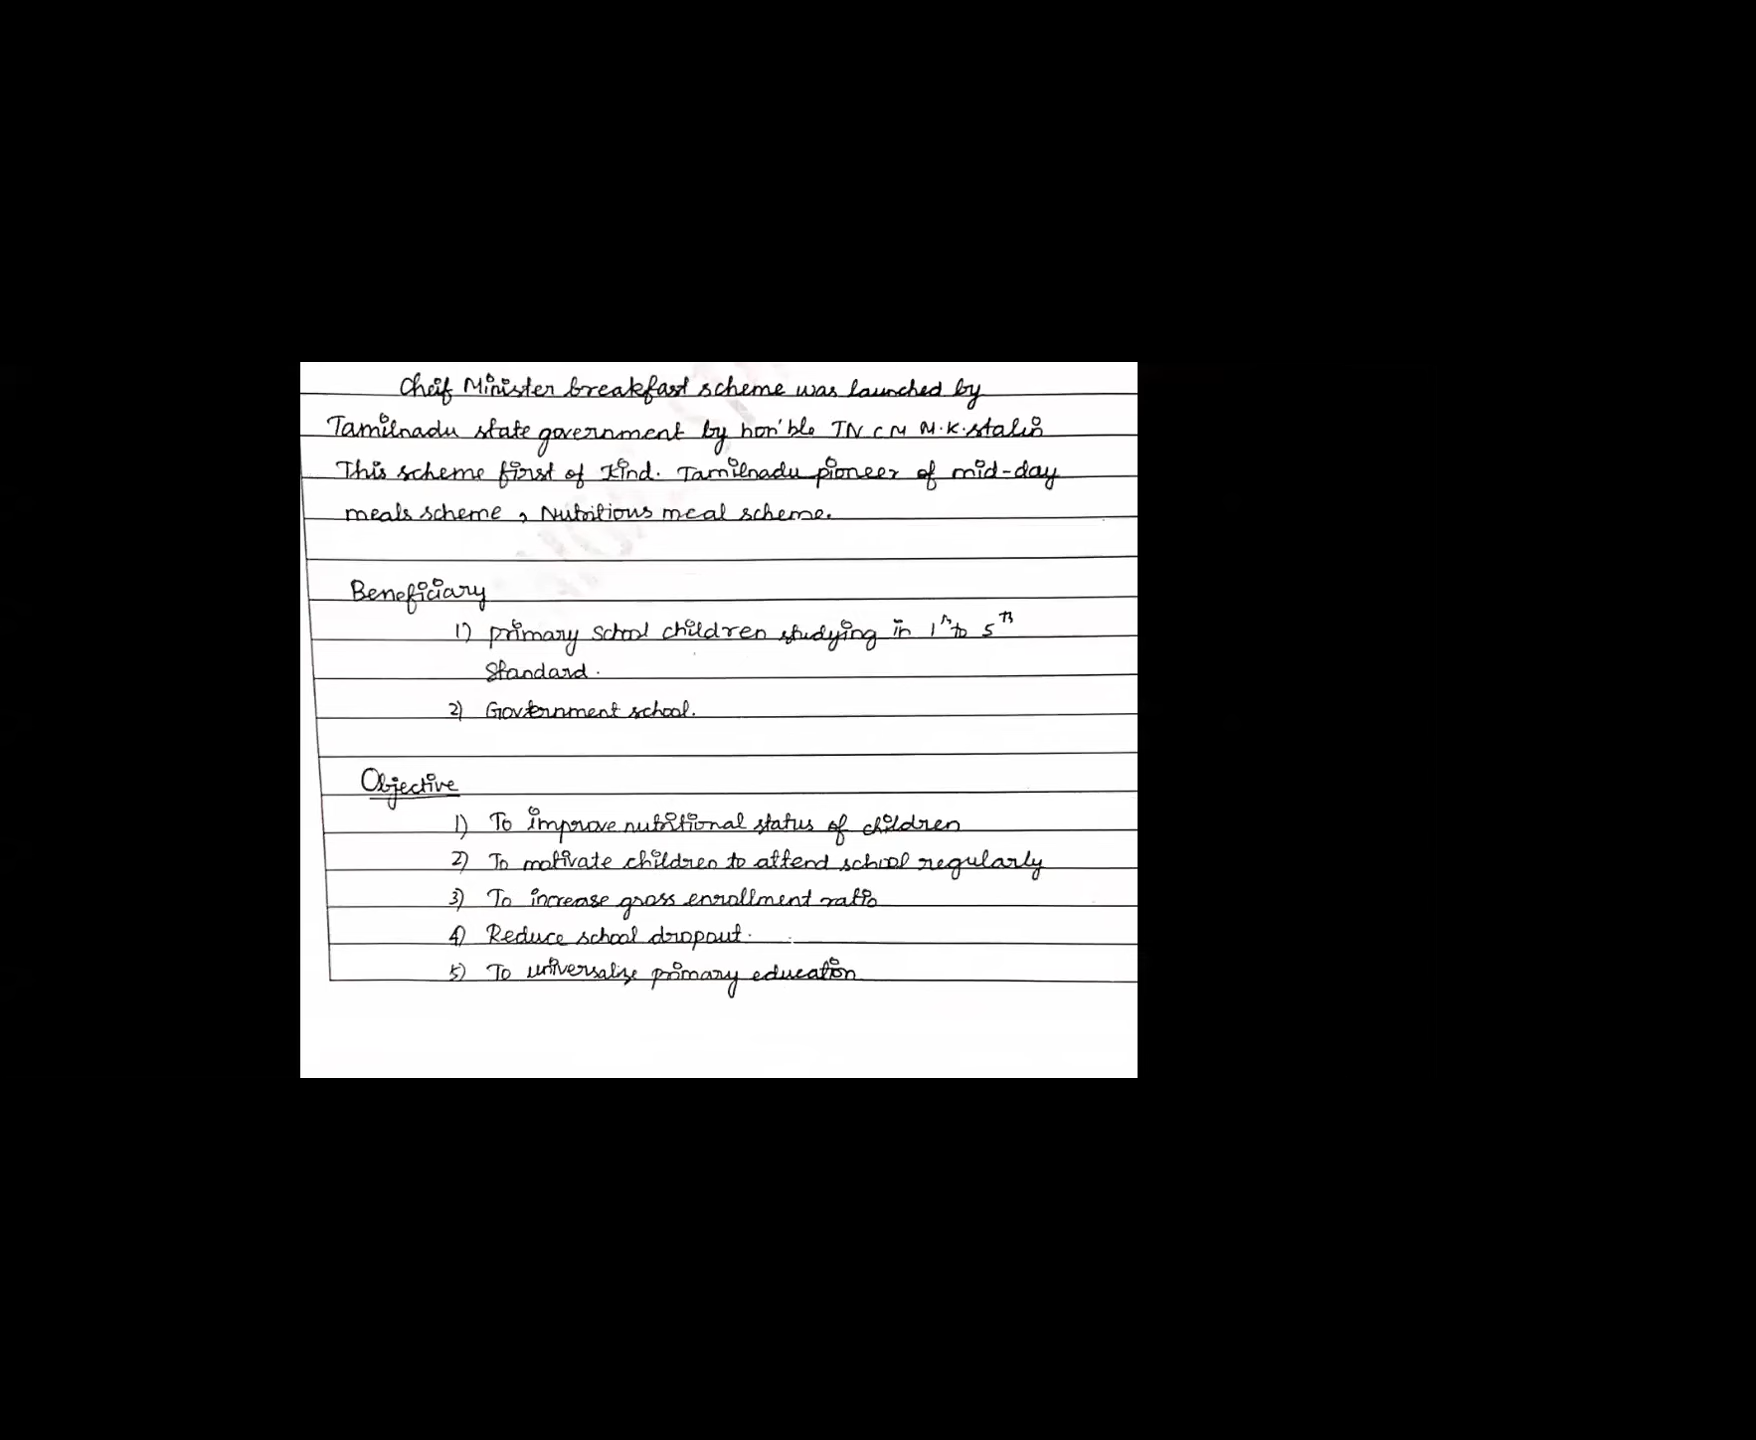 Cheif Minister breakfast scheme was launched by
Tamilnadu state government by hon'ble TN CM M.K.stalin
This scheme first of kind. Tamilnadu pioneer of mid-day
meals scheme, Nutritious meal scheme.
Beneficiary
1) primary school children studying in 1st to 5th
standard.
2) Government school.
Objective
1) To improve nutritional status of children
2) To motivate children to attend school regularly
3) To increase gross enrollment ratio
4) Reduce school dropout.
5) To universalize primary education